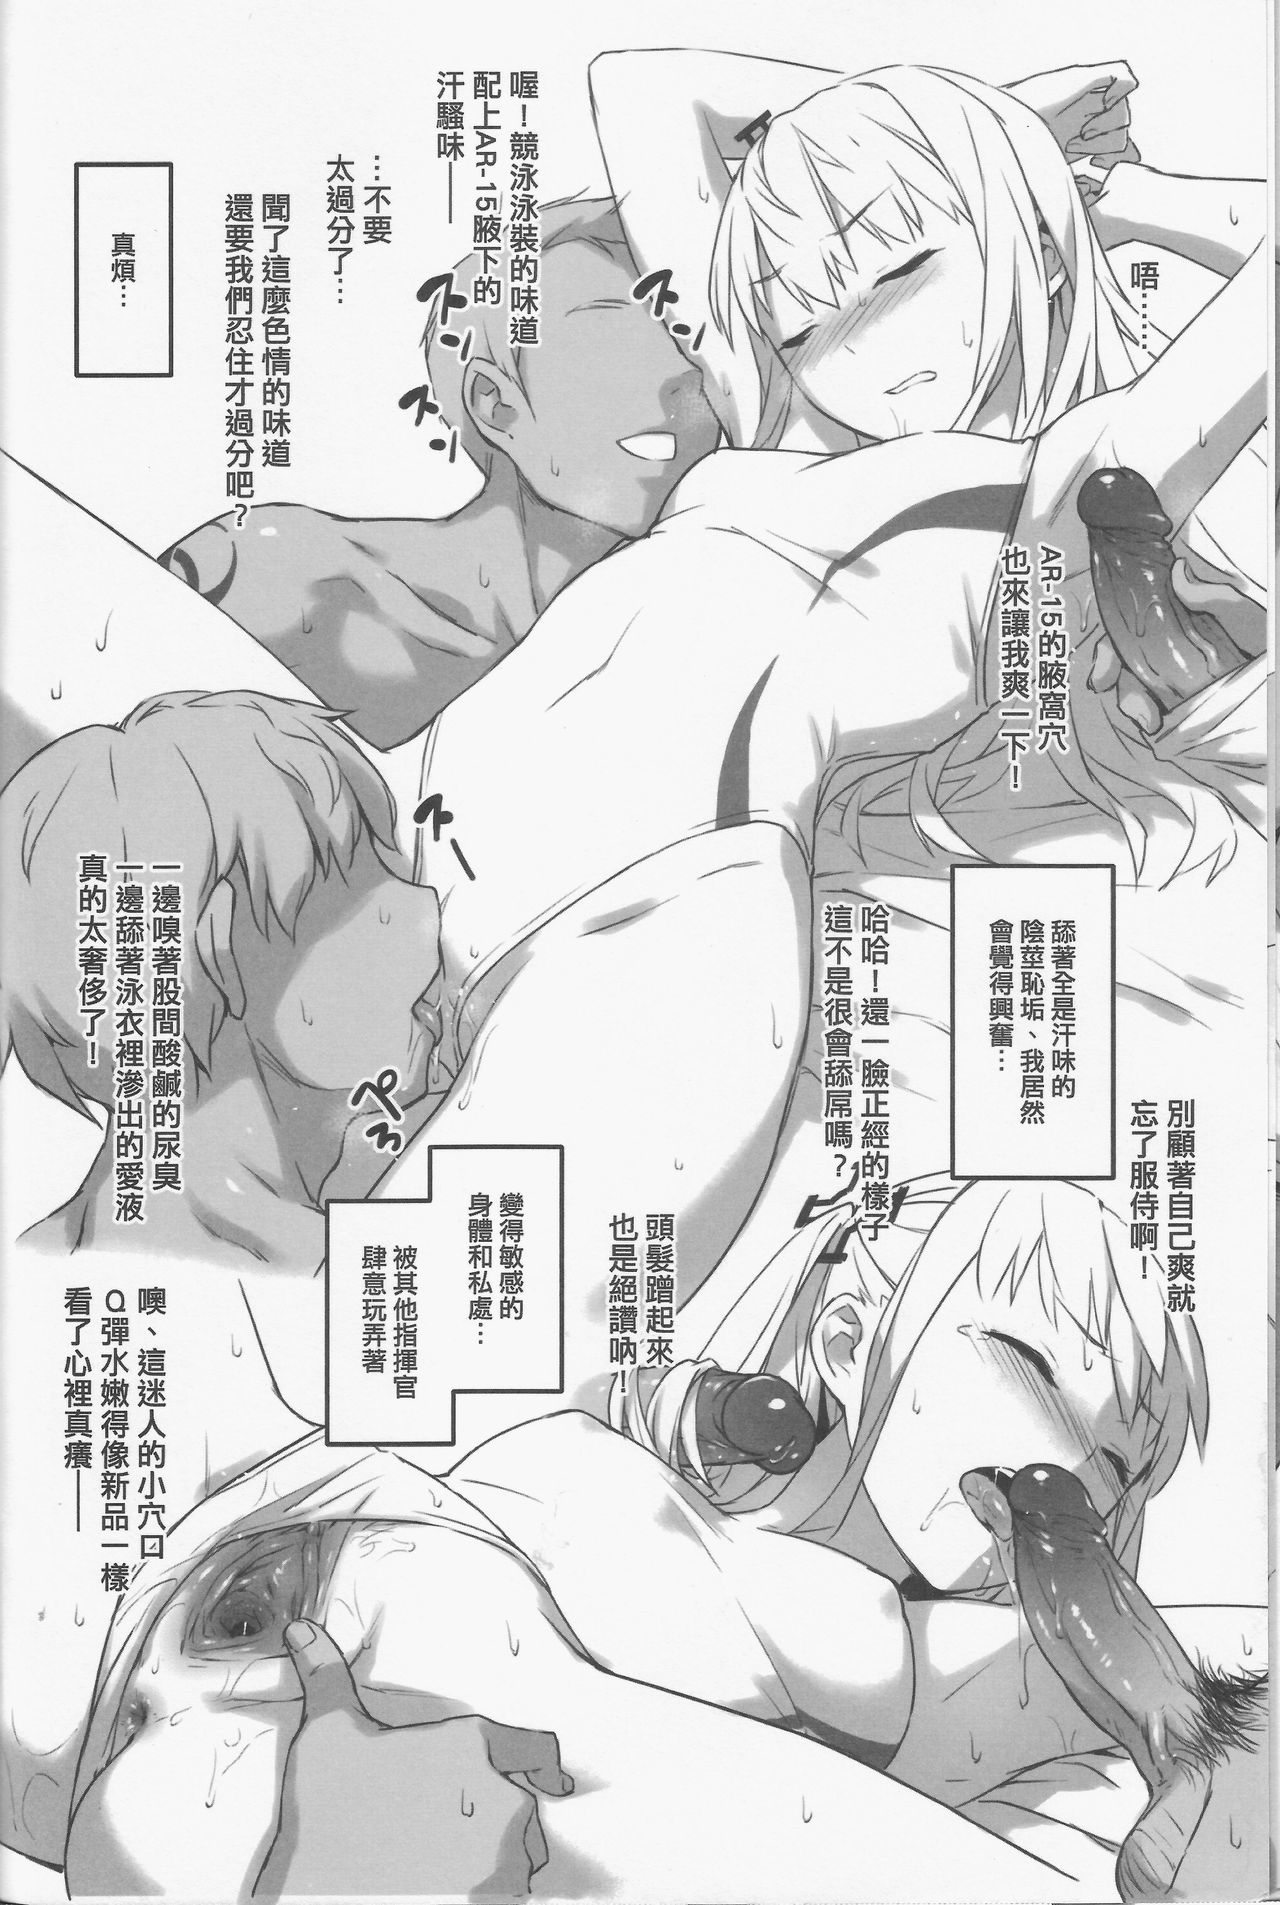 唔……
喔！競泳泳裝的味道
配上AR-15腋下的
汗騷味——
…不要
太過分了…
聞了這麼色情的味道
還要我們忍住才過分吧？
真煩…
スンスン
スンスン
AR-15的腋窩穴
也來讓我爽一下！
スー
一邊嗅著股間酸鹹的尿臭
一邊舔著泳衣裡滲出的愛液
真的太奢侈了！
ペろ
舔著全是汗味的
陰莖恥垢、我居然
會覺得興奮…
別顧著自己爽就
忘了服侍啊！
哈哈！還一臉正經的樣子
這不是很會舔屌嗎？
頭髮蹭起來
也是絕讚吶！
變得敏感的
身體和私處…
被其他指揮官
肆意玩弄著
噢、這迷人的小穴口
Q彈水嫩得像新品一樣
看了心裡真癢——